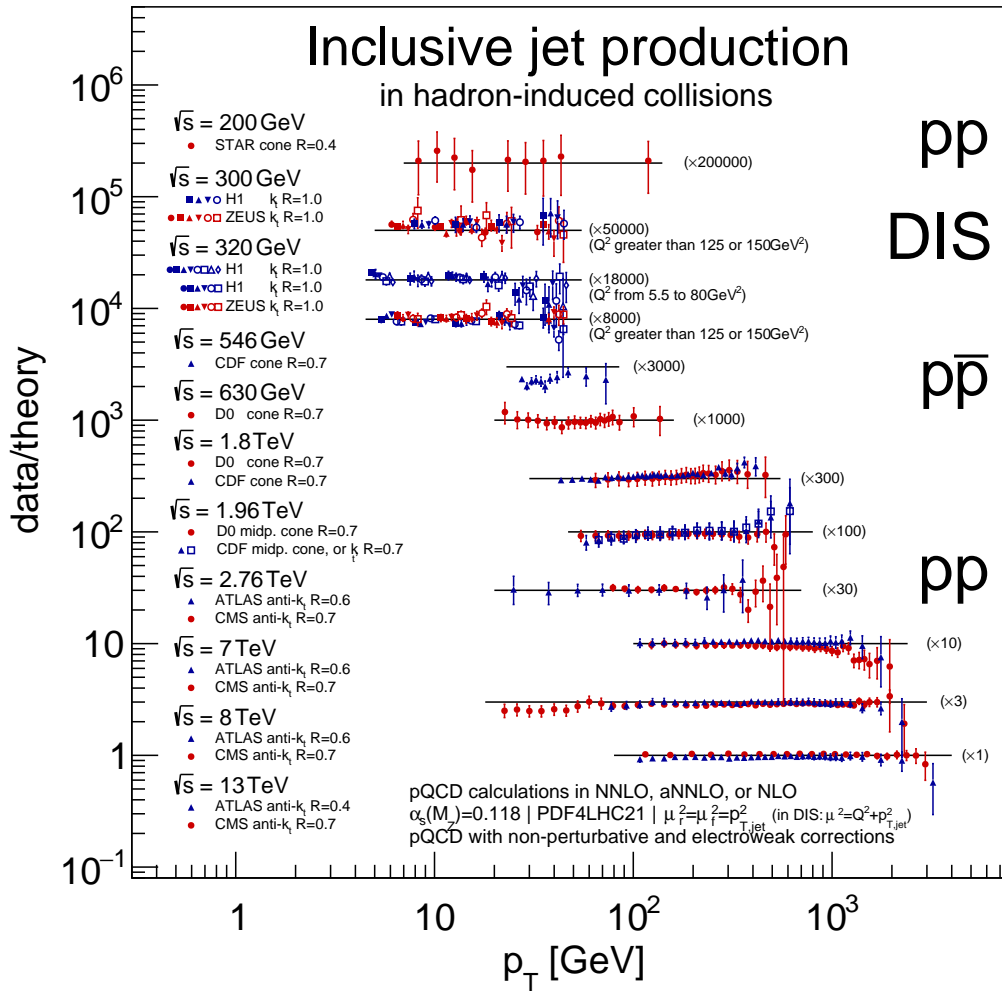 Inclusive jet production
in hadron-induced collisions
data/theory
10⁶
10⁵
10⁴
10³
10²
10
1
10⁻¹
√s = 200 GeV
STAR cone R=0.4
√s = 300 GeV
H1 kₜ R=1.0
ZEUS kₜ R=1.0
√s = 320 GeV
H1 kₜ R=1.0
H1 kₜ R=1.0
ZEUS kₜ R=1.0
√s = 546 GeV
CDF cone R=0.7
√s = 630 GeV
D0 cone R=0.7
√s = 1.8 TeV
D0 cone R=0.7
CDF cone R=0.7
√s = 1.96 TeV
D0 midp. cone R=0.7
CDF midp. cone, or kₜ R=0.7
√s = 2.76 TeV
ATLAS anti-kₜ R=0.6
CMS anti-kₜ R=0.7
√s = 7 TeV
ATLAS anti-kₜ R=0.6
CMS anti-kₜ R=0.7
√s = 8 TeV
ATLAS anti-kₜ R=0.6
CMS anti-kₜ R=0.7
√s = 13 TeV
ATLAS anti-kₜ R=0.4
CMS anti-kₜ R=0.7
pp
DIS
pp̅
pp
(×200000)
(×50000)
(Q² greater than 125 or 150GeV²)
(×18000)
(Q² from 5.5 to 80GeV²)
(×8000)
(Q² greater than 125 or 150GeV²)
(×3000)
(×1000)
(×300)
(×100)
(×30)
(×10)
(×3)
(×1)
pQCD calculations in NNLO, aNNLO, or NLO
αₛ(M_Z)=0.118 | PDF4LHC21 | μ_r²=μ_f²=p²_T,jet (in DIS: μ²=Q²+p²_T,jet)
pQCD with non-perturbative and electroweak corrections
1
10
10²
10³
p_T [GeV]